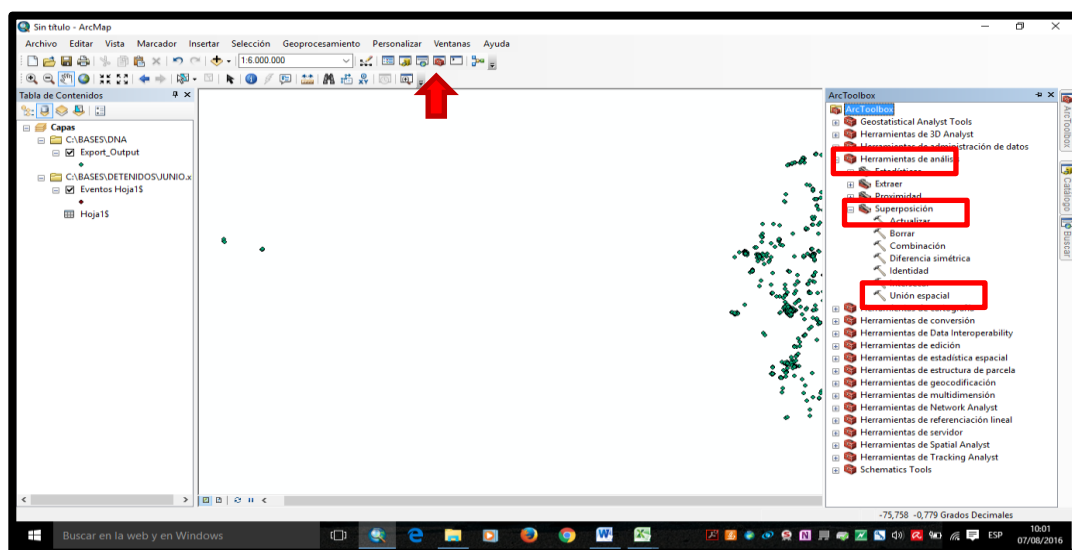 Sin título - ArcMap
Archivo Editar Vista Marcador Insertar Selección Geoprocesamiento Personalizar Ventanas Ayuda
1:6.000.000
Tabla de Contenidos
Capas
C:\BASES\DNA
Export_Output
C:\BASES\DETENIDOS\JUNIO.x
Eventos Hoja1$
Hoja1$
ArcToolbox
ArcToolbox
Geostatistical Analyst Tools
Herramientas de 3D Analyst
Herramientas de administración de datos
Herramientas de análisis
Estadísticas
Extraer
Proximidad
Superposición
Actualizar
Borrar
Combinación
Diferencia simétrica
Identidad
Unión espacial
Herramientas de cartografía
Herramientas de conversión
Herramientas de Data Interoperability
Herramientas de edición
Herramientas de estadística espacial
Herramientas de estructura de parcela
Herramientas de geocodificación
Herramientas de multidimensión
Herramientas de Network Analyst
Herramientas de referenciación lineal
Herramientas de servidor
Herramientas de Spatial Analyst
Herramientas de Tracking Analyst
Schematics Tools
ArcToolbox
Catálogo
Buscar
-75,758 -0,779 Grados Decimales
Buscar en la web y en Windows
ESP
10:01
07/08/2016